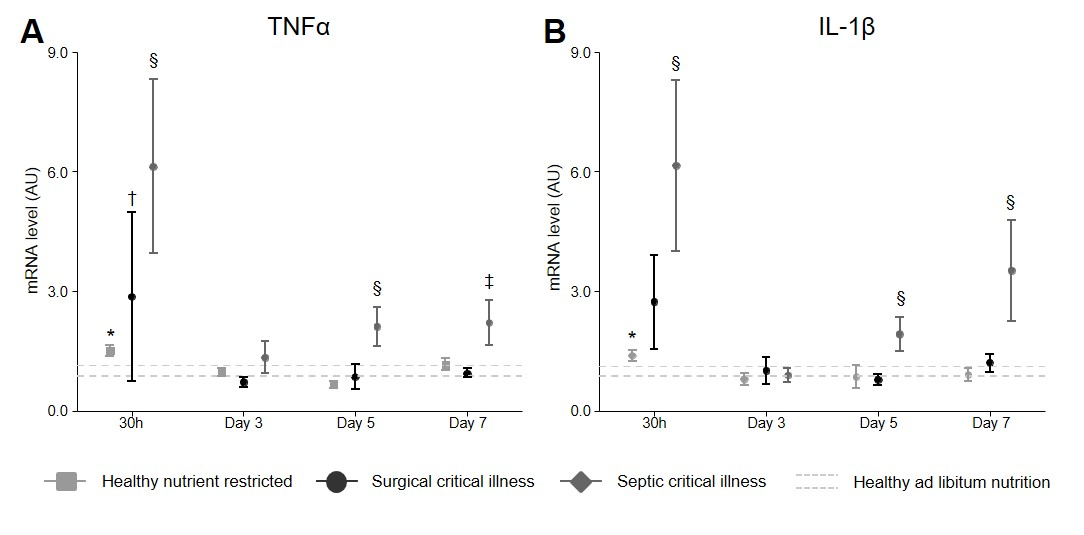 A TNFα
mRNA level (AU)
9.0
6.0
3.0
0.0
* † §
§
‡
30h Day 3 Day 5 Day 7
B IL-1β
mRNA level (AU)
9.0
6.0
3.0
0.0
* §
§
§
30h Day 3 Day 5 Day 7
Healthy nutrient restricted Surgical critical illness Septic critical illness Healthy ad libitum nutrition